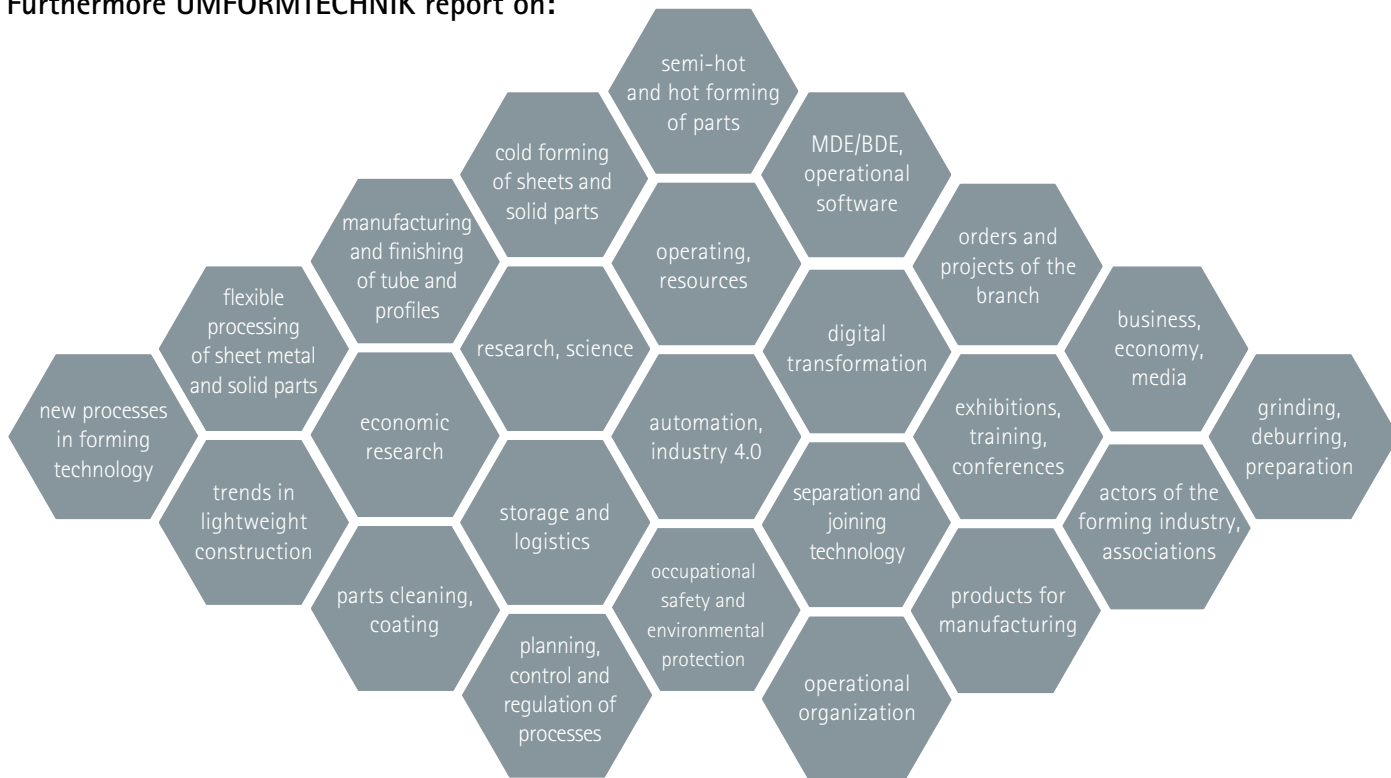 Furthermore UMFORMTECHNIK report on:
semi-hot
and hot forming
of parts
cold forming
of sheets and
solid parts
MDE/BDE,
operational
software
manufacturing
and finishing
of tube and
profiles
operating,
resources
orders and
projects of the
branch
flexible
processing
of sheet metal
and solid parts
research, science
digital
transformation
business,
economy,
media
new processes
in forming
technology
economic
research
automation,
industry 4.0
exhibitions,
training,
conferences
grinding,
deburring,
preparation
trends in
lightweight
construction
storage and
logistics
separation and
joining
technology
actors of the
forming industry,
associations
parts cleaning,
coating
occupational
safety and
environmental
protection
products for
manufacturing
planning,
control and
regulation of
processes
operational
organization